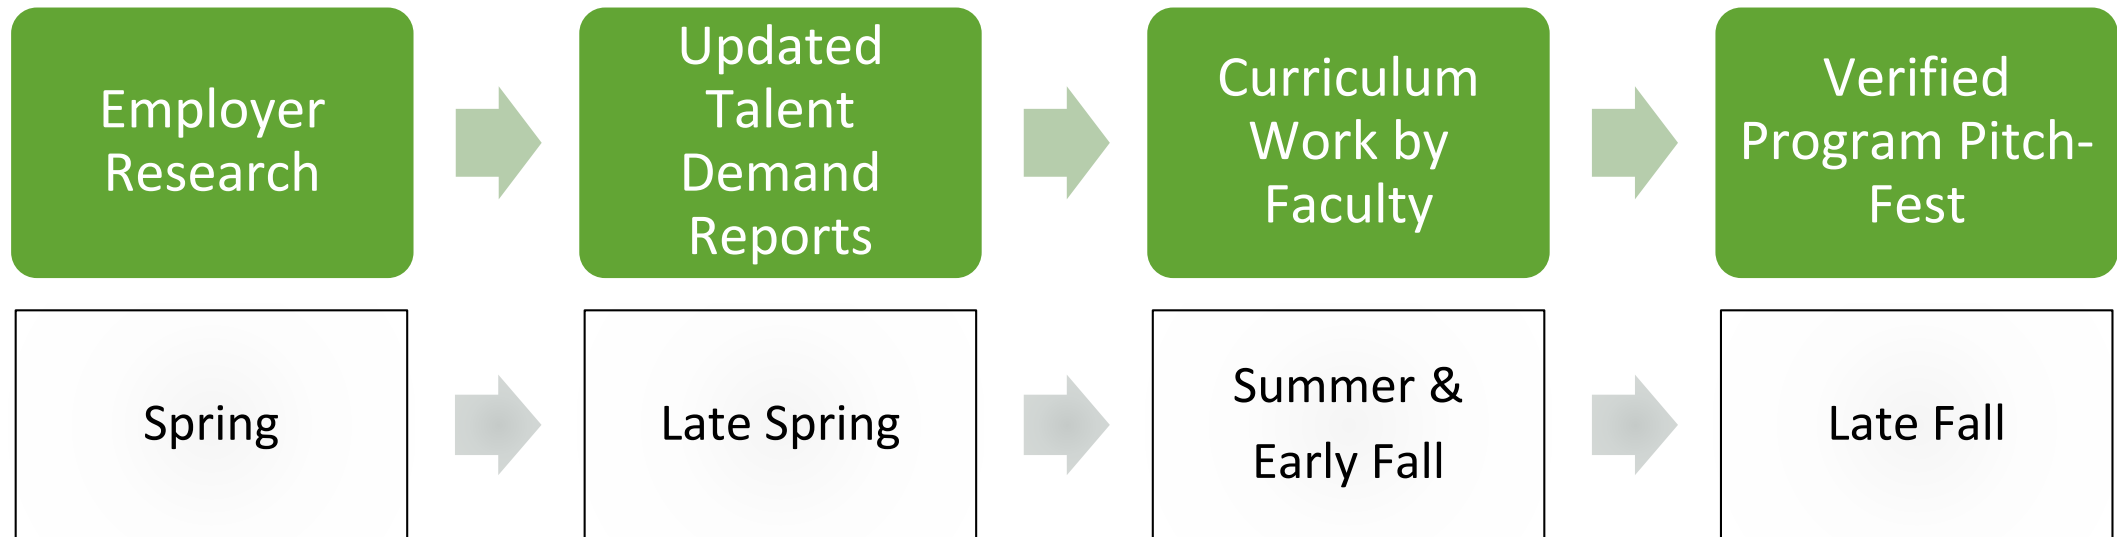 Employer
Research
Updated
Talent
Demand
Reports
Curriculum
Work by
Faculty
Verified
Program Pitch-
Fest
Spring
Late Spring
Summer &
Early Fall
Late Fall